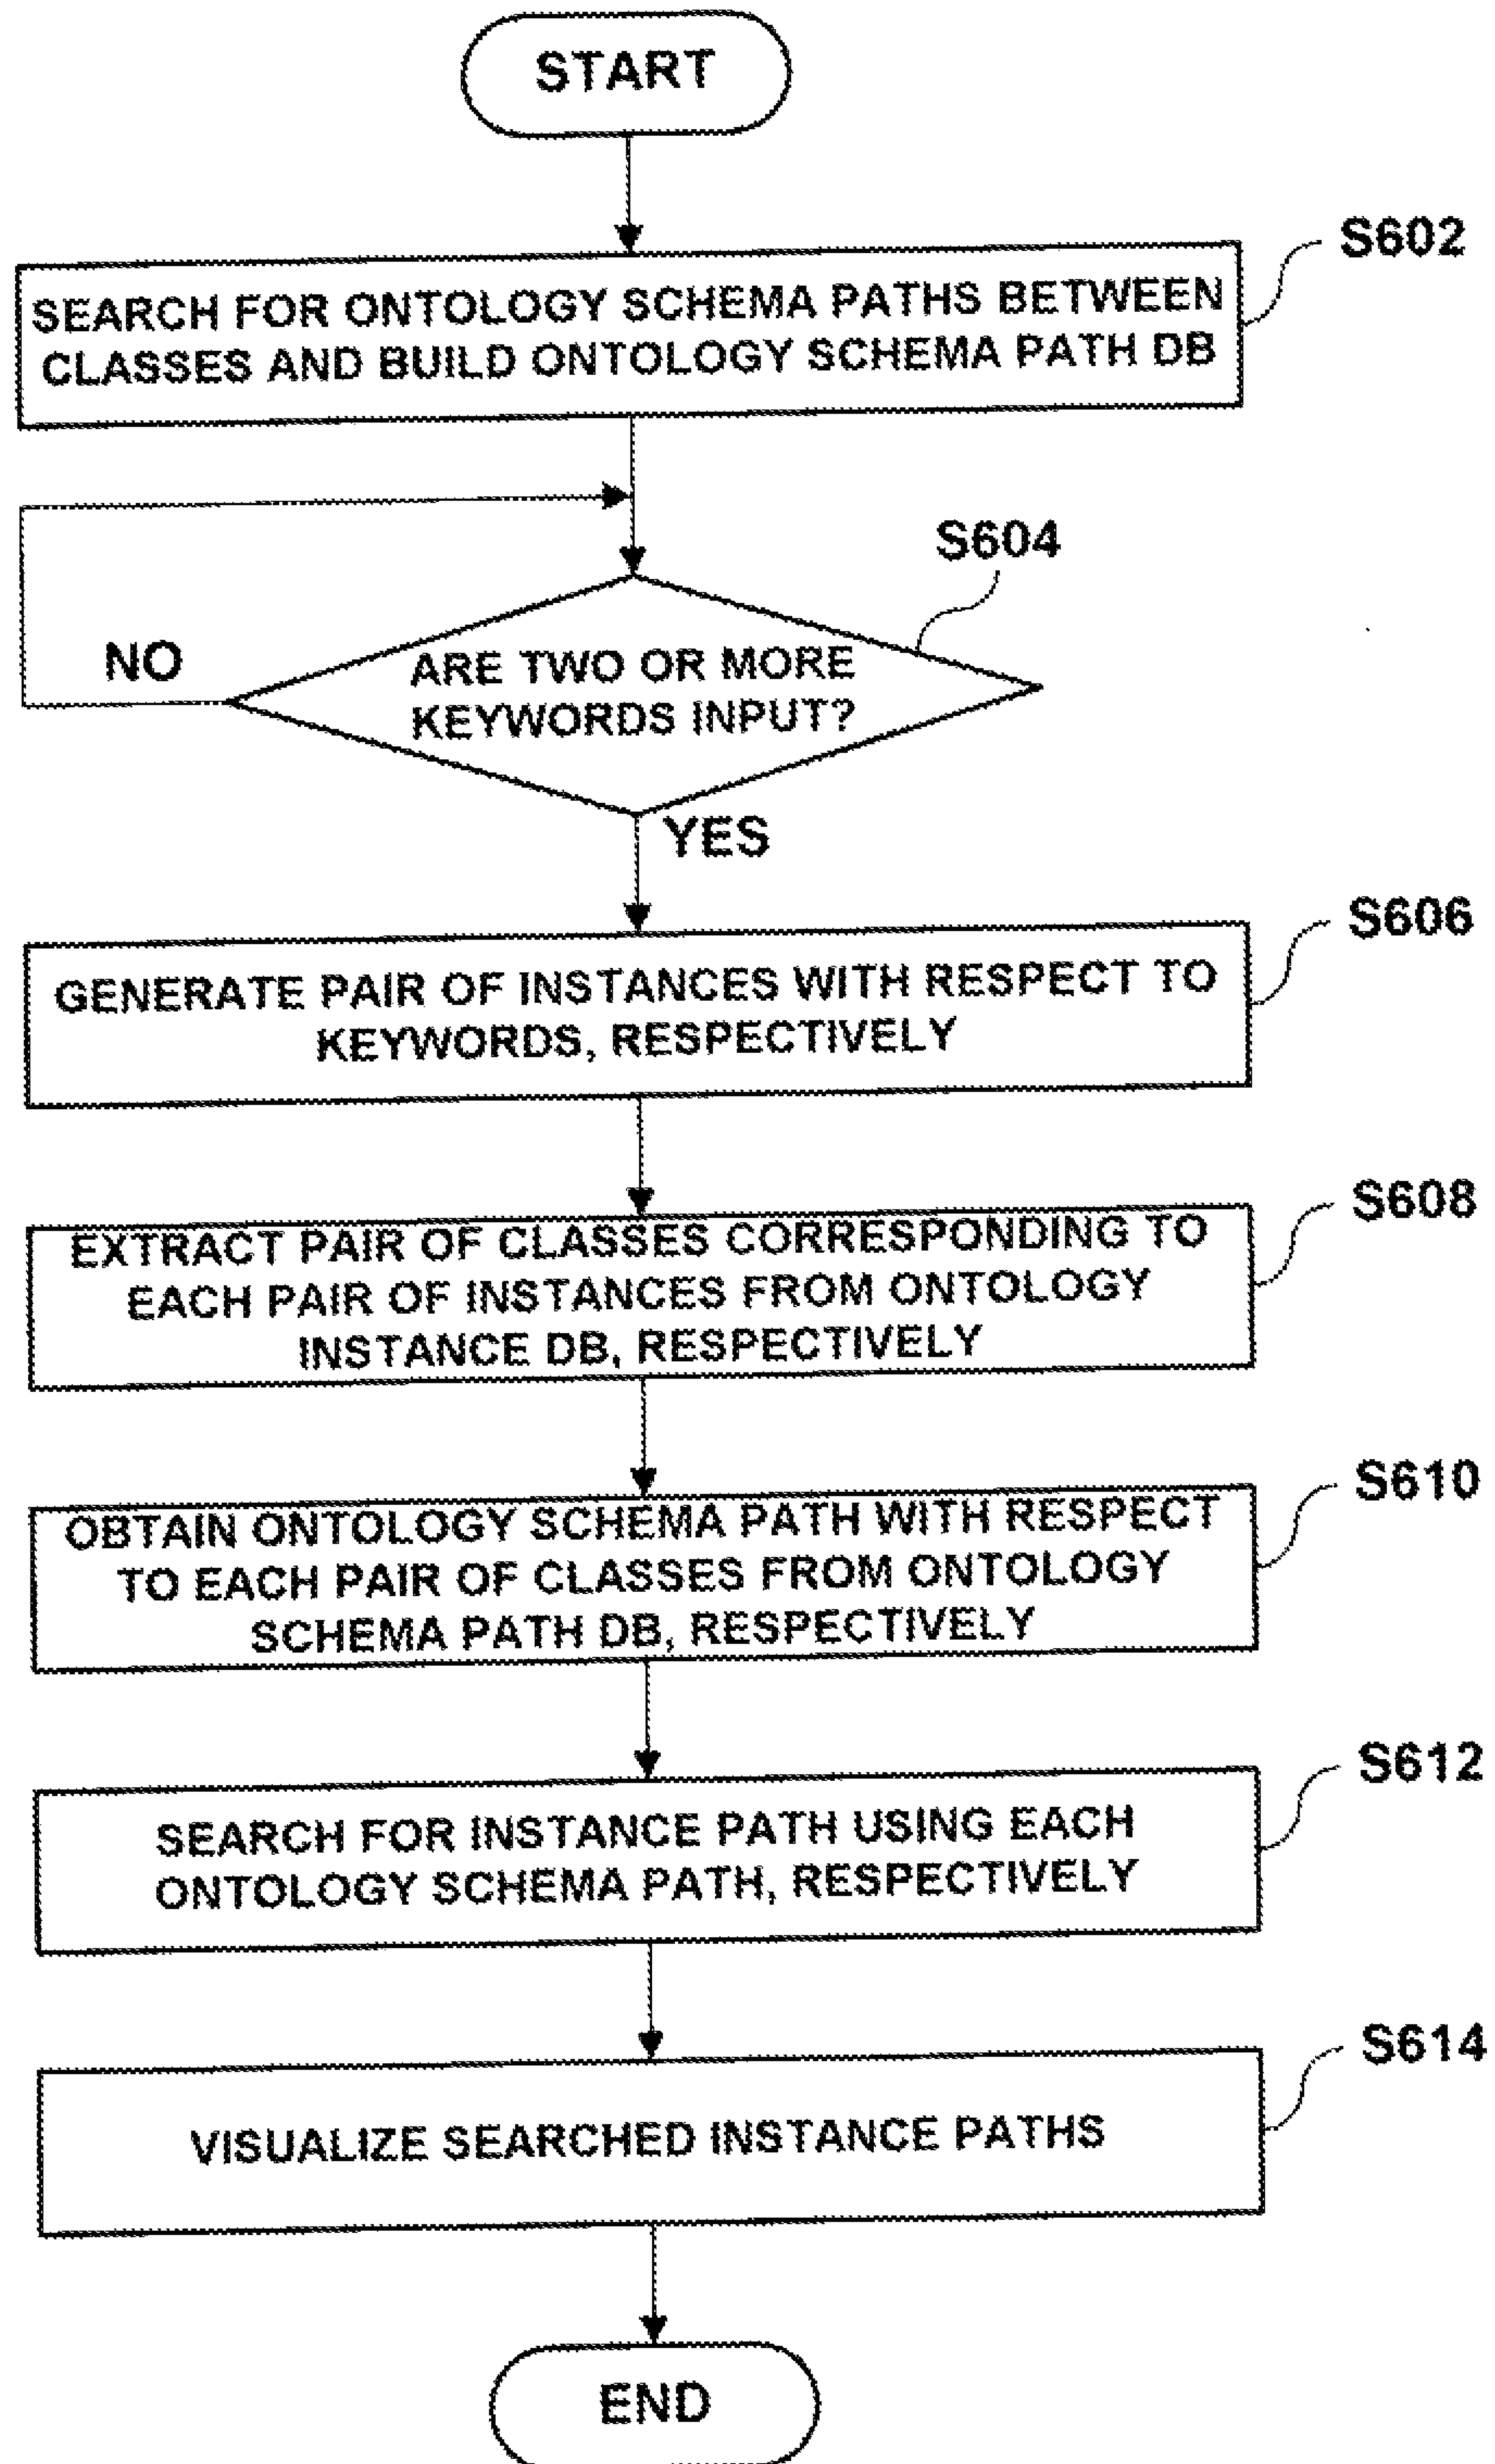 START
S602
SEARCH FOR ONTOLOGY SCHEMA PATHS BETWEEN
CLASSES AND BUILD ONTOLOGY SCHEMA PATH DB
S604
NO
ARE TWO OR MORE
KEYWORDS INPUT?
YES
S606
GENERATE PAIR OF INSTANCES WITH RESPECT TO
KEYWORDS, RESPECTIVELY
S608
EXTRACT PAIR OF CLASSES CORRESPONDING TO
EACH PAIR OF INSTANCES FROM ONTOLOGY
INSTANCE DB, RESPECTIVELY
S610
OBTAIN ONTOLOGY SCHEMA PATH WITH RESPECT
TO EACH PAIR OF CLASSES FROM ONTOLOGY
SCHEMA PATH DB, RESPECTIVELY
S612
SEARCH FOR INSTANCE PATH USING EACH
ONTOLOGY SCHEMA PATH, RESPECTIVELY
S614
VISUALIZE SEARCHED INSTANCE PATHS
END